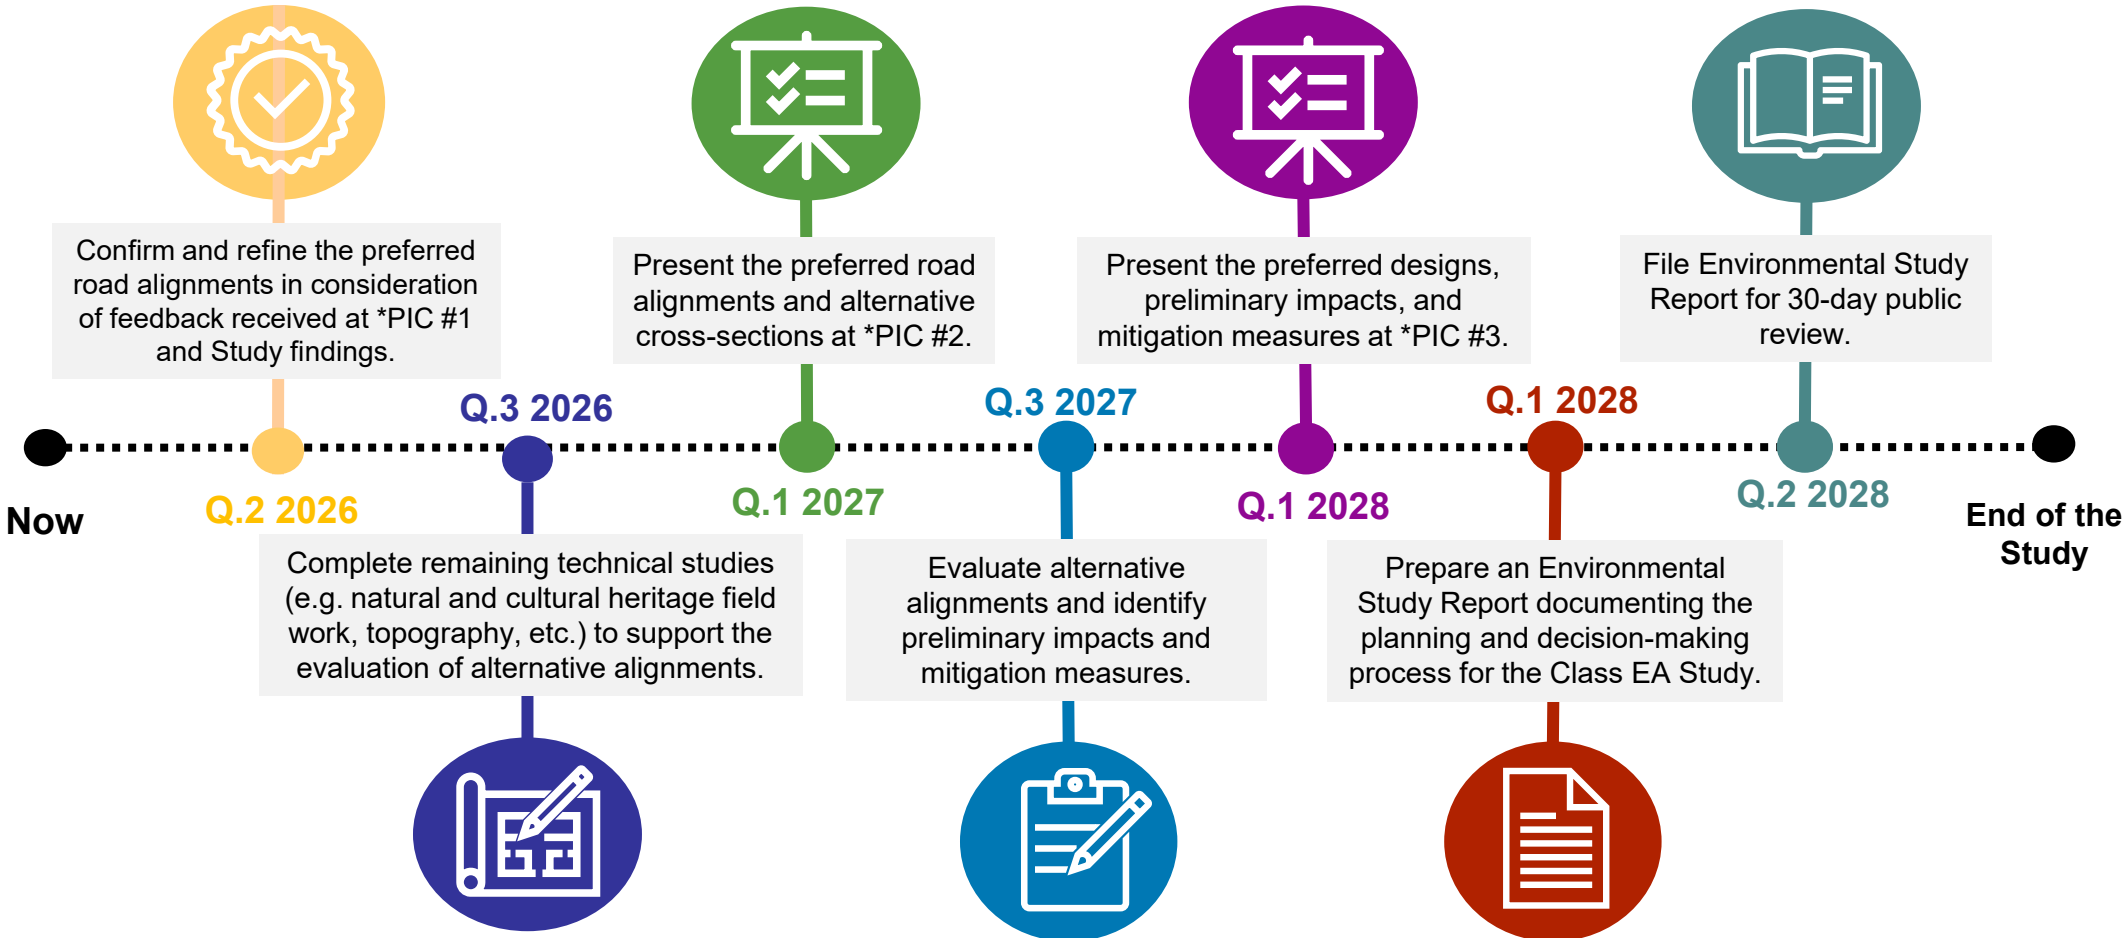 Confirm and refine the preferred
road alignments in consideration
of feedback received at *PIC #1
and Study findings.
Present the preferred road
alignments and alternative
cross-sections at *PIC #2.
Present the preferred designs,
preliminary impacts, and
mitigation measures at *PIC #3.
File Environmental Study
Report for 30-day public
review.
Q.3 2026
Q.3 2027
Q.1 2028
Now
Q.2 2026
Q.1 2027
Q.1 2028
Q.2 2028
End of the
Study
Complete remaining technical studies
(e.g. natural and cultural heritage field
work, topography, etc.) to support the
evaluation of alternative alignments.
Evaluate alternative
alignments and identify
preliminary impacts and
mitigation measures.
Prepare an Environmental
Study Report documenting the
planning and decision-making
process for the Class EA Study.